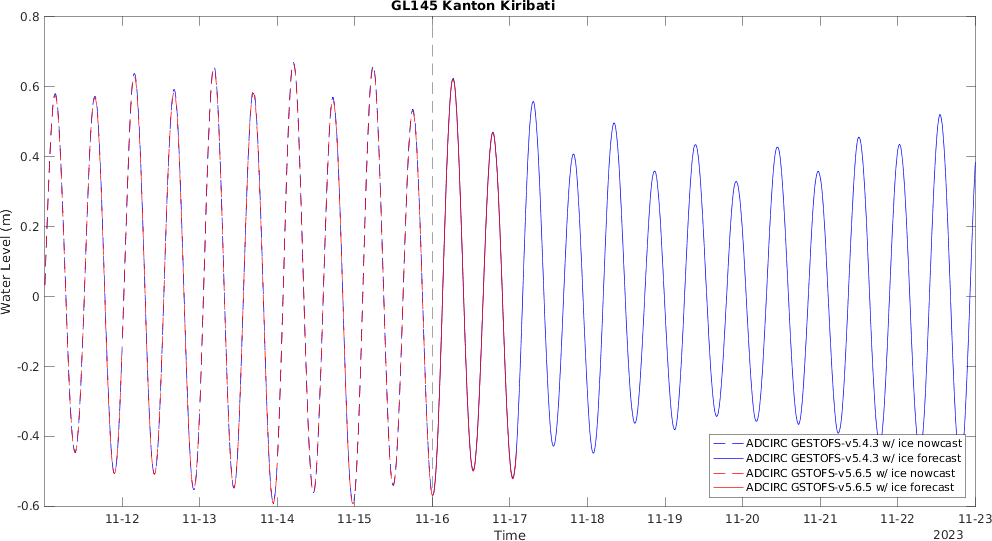 GL145 Kanton Kiribati
0.8
0.6
0.4
0.2
0
-0.2
-0.4
-0.6
Water Level (m)
ADCIRC GESTOFS-v5.4.3 w/ ice nowcast
ADCIRC GESTOFS-v5.4.3 w/ ice forecast
ADCIRC GSTOFS-v5.6.5 w/ ice nowcast
ADCIRC GSTOFS-v5.6.5 w/ ice forecast
11-12 11-13 11-14 11-15 11-16 11-17 11-18 11-19 11-20 11-21 11-22 11-23
Time
2023